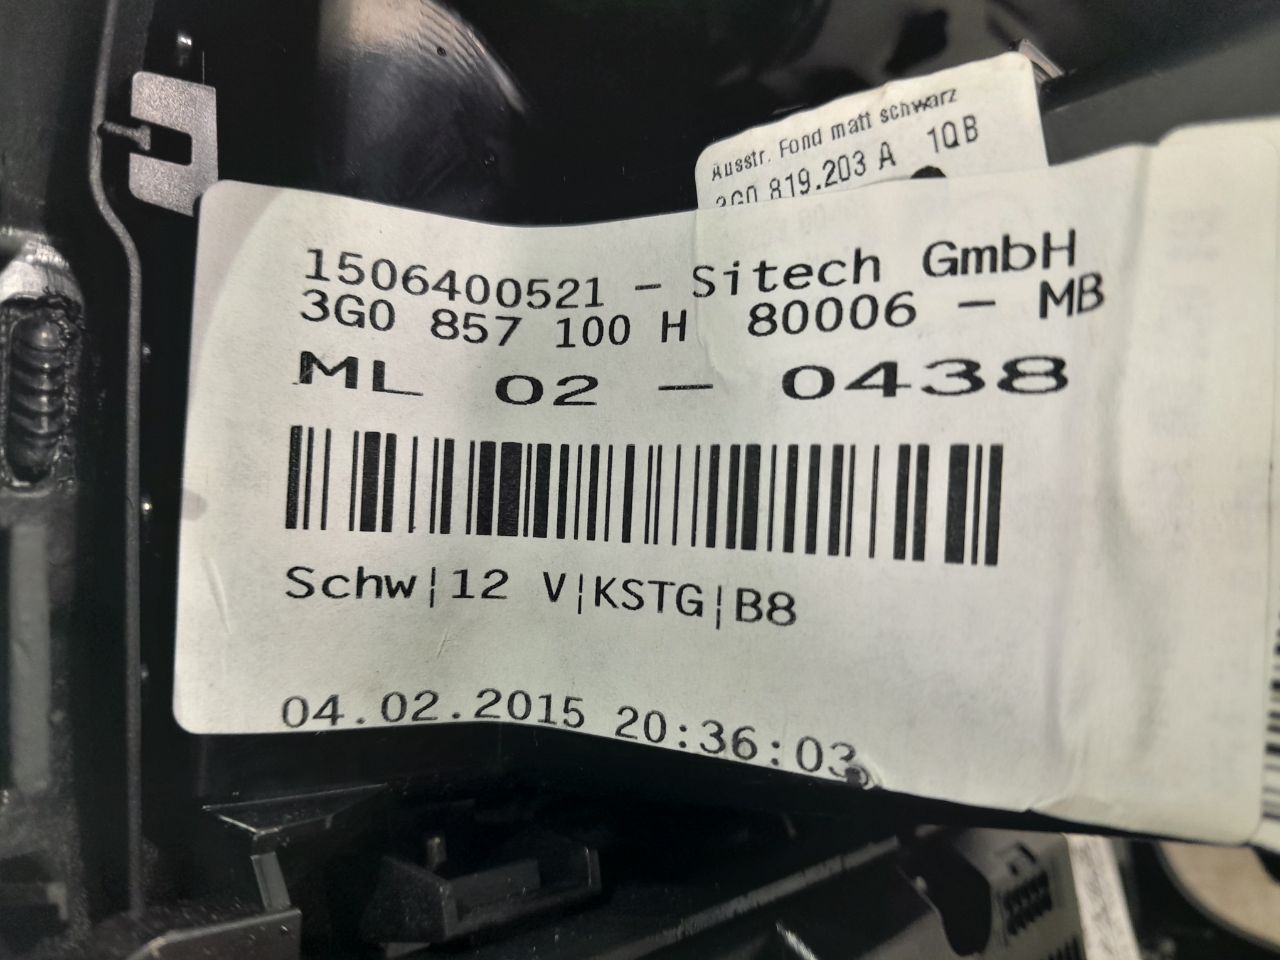 Ausstr. Fond matt schwarz
3G0 819.203 A 1QB
1506400521 - Sitech GmbH
3G0 857 100 H 80006 - MB
ML 02 - 0438
Schw|12 V|KSTG|B8
04.02.2015 20:36:03